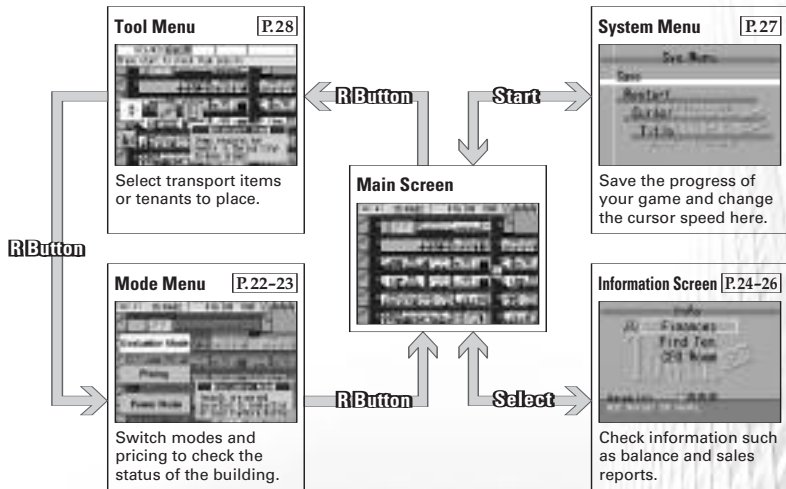 Tool Menu P.28
Select transport items
or tenants to place.
R Button
R Button
Start
System Menu P.27
Sys. Menu
Save
Restart
Cursor
Title
Save the progress of
your game and change
the cursor speed here.
Main Screen
Mode Menu P.22-23
Evaluation Mode
Pricing
Power Mode
Switch modes and
pricing to check the
status of the building.
R Button
Select
Information Screen P.24-26
Info
Finances
Find Ten.
CEO Room
Check information such
as balance and sales
reports.